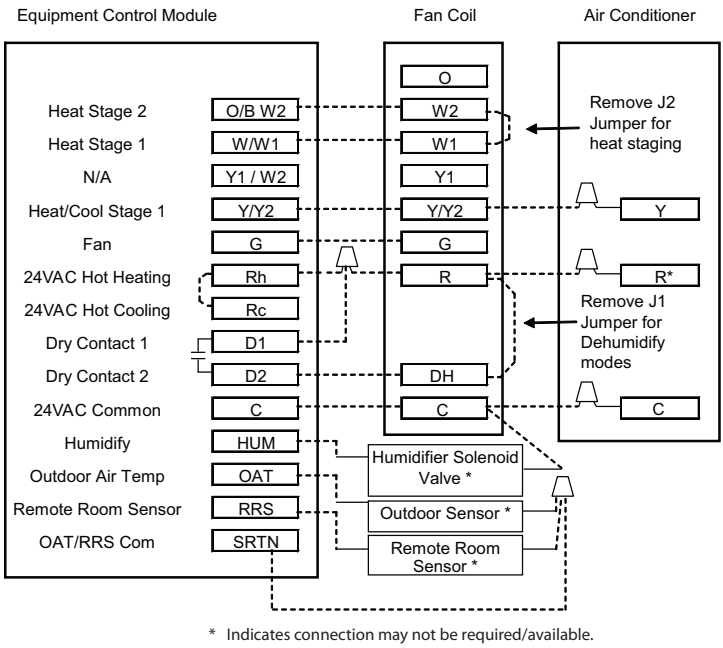 Equipment Control Module Fan Coil Air Conditioner
O
Heat Stage 2 O/B W2 W2
Remove J2
Jumper for
heat staging
Heat Stage 1 W/W1 W1
N/A Y1 / W2 Y1
Heat/Cool Stage 1 Y/Y2 Y/Y2 Y
Fan G G
24VAC Hot Heating Rh R R*
24VAC Hot Cooling Rc
Remove J1
Jumper for
Dehumidify
modes
Dry Contact 1 D1
Dry Contact 2 D2 DH
24VAC Common C C C
Humidify HUM
Humidifier Solenoid
Valve *
Outdoor Air Temp OAT
Outdoor Sensor *
Remote Room Sensor RRS
Remote Room
Sensor *
OAT/RRS Com SRTN
* Indicates connection may not be required/available.